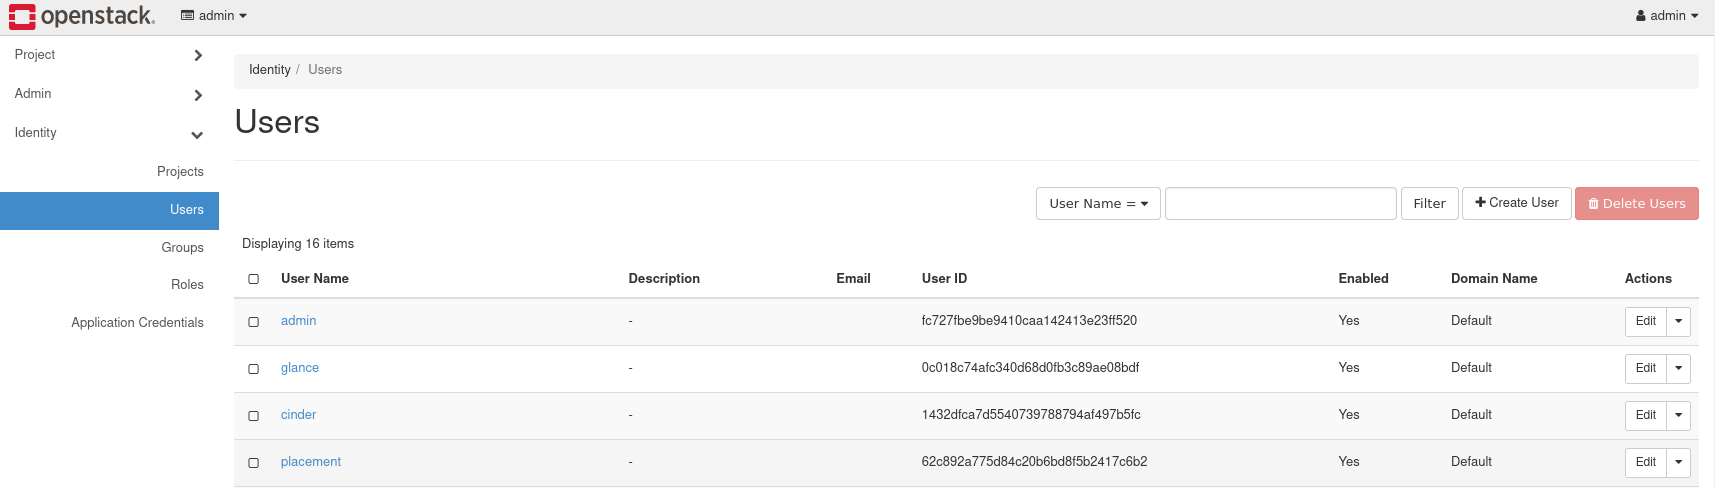 openstack. admin admin
Project
Admin
Identity
Projects
Users
Groups
Roles
Application Credentials
Identity / Users
Users
User Name = Filter Create User Delete Users
Displaying 16 items
User Name Description Email User ID Enabled Domain Name Actions
admin - fc727fbe9be9410caa142413e23ff520 Yes Default Edit
glance - 0c018c74afc340d68d0fb3c89ae08bdf Yes Default Edit
cinder - 1432dfca7d5540739788794af497b5fc Yes Default Edit
placement - 62c892a775d84c20b6bd8f5b2417c6b2 Yes Default Edit